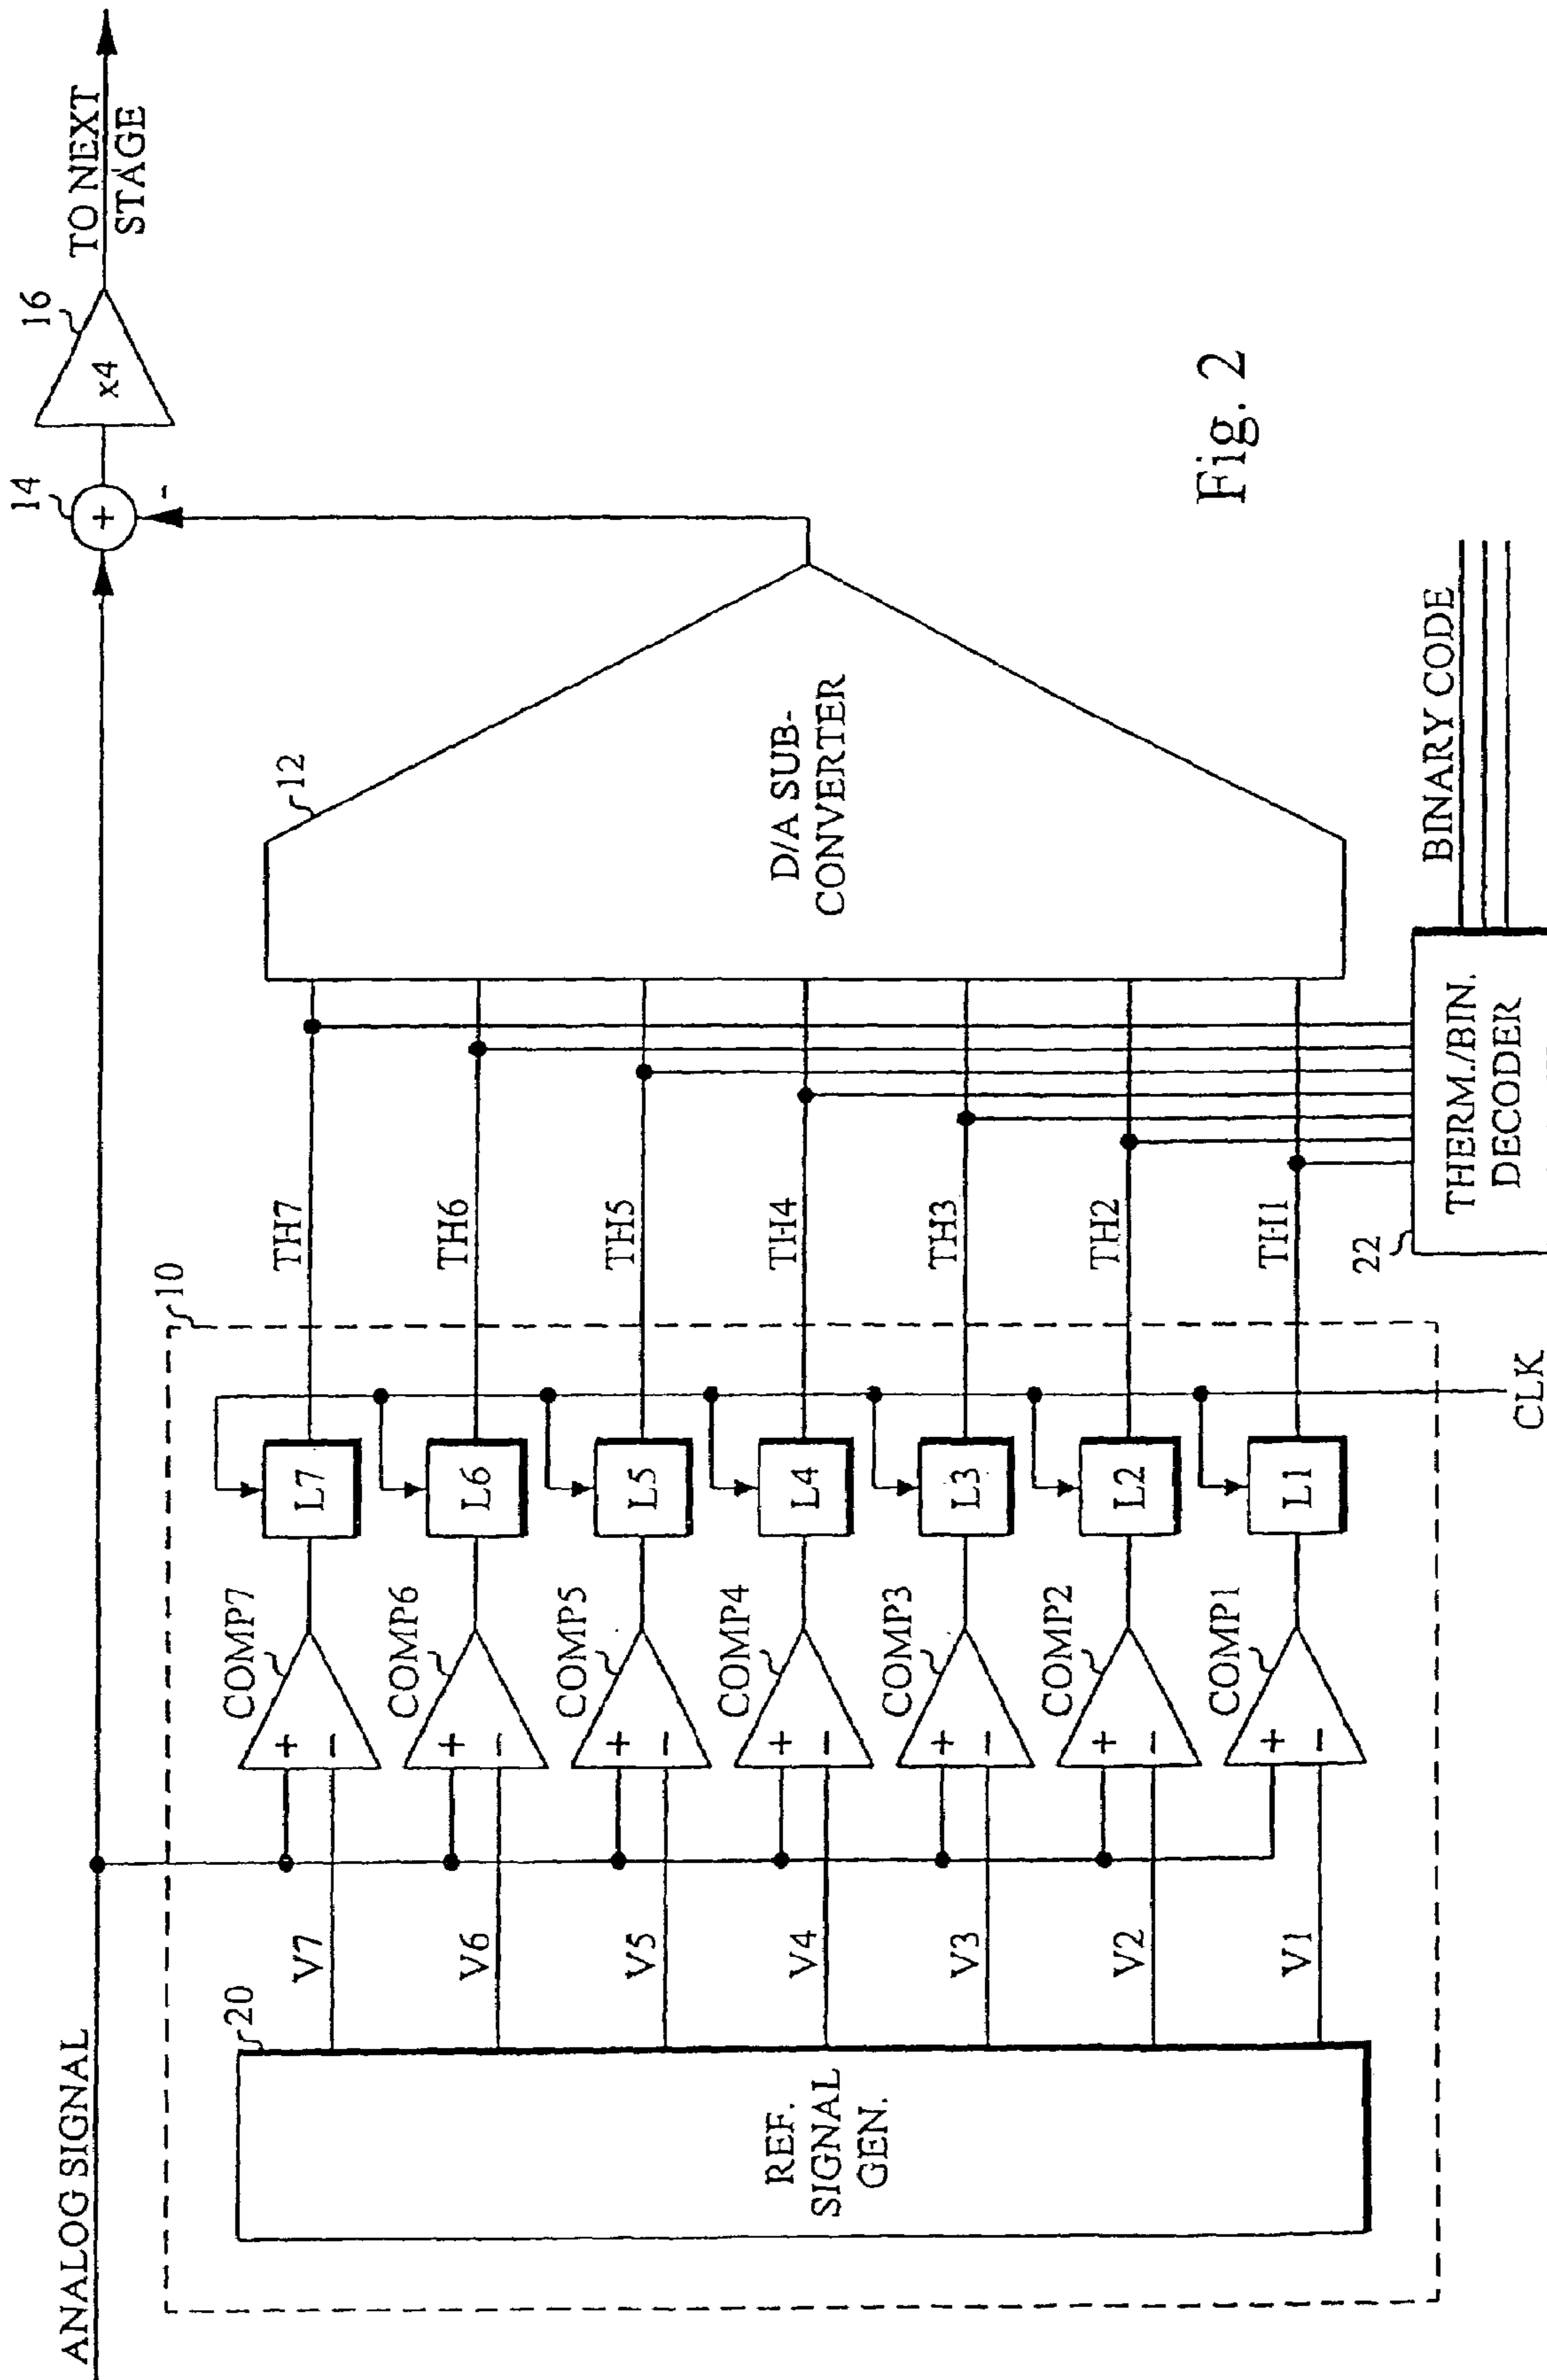 ANALOG SIGNAL
14
+
-
16
x4
TO NEXT
STAGE
10
20
REF.
SIGNAL
GEN.
V7
+
-
COMP7
L7
TH7
V6
+
-
COMP6
L6
TH6
V5
+
-
COMP5
L5
TH5
V4
+
-
COMP4
L4
TH4
V3
+
-
COMP3
L3
TH3
V2
+
-
COMP2
L2
TH2
V1
+
-
COMP1
L1
TH1
CLK
12
D/A SUB-
CONVERTER
22
THERM./BIN.
DECODER
BINARY CODE
Fig. 2